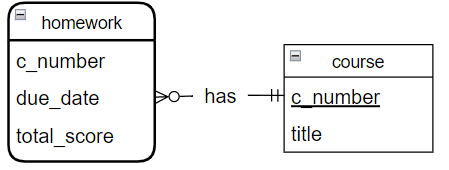 homework
c_number
due_date
total_score
has
course
c_number
title